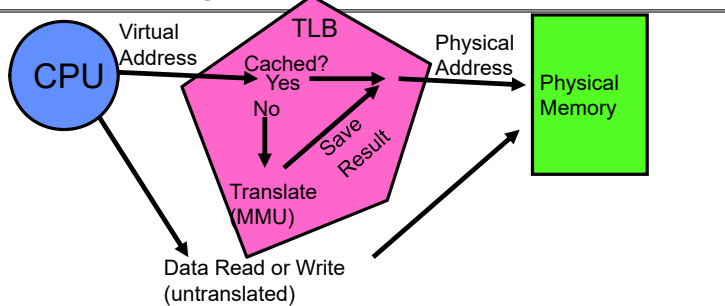 TLB
Virtual
Address
CPU
Cached?
Yes
No
Save
Result
Translate
(MMU)
Physical
Address
Physical
Memory
Data Read or Write
(untranslated)